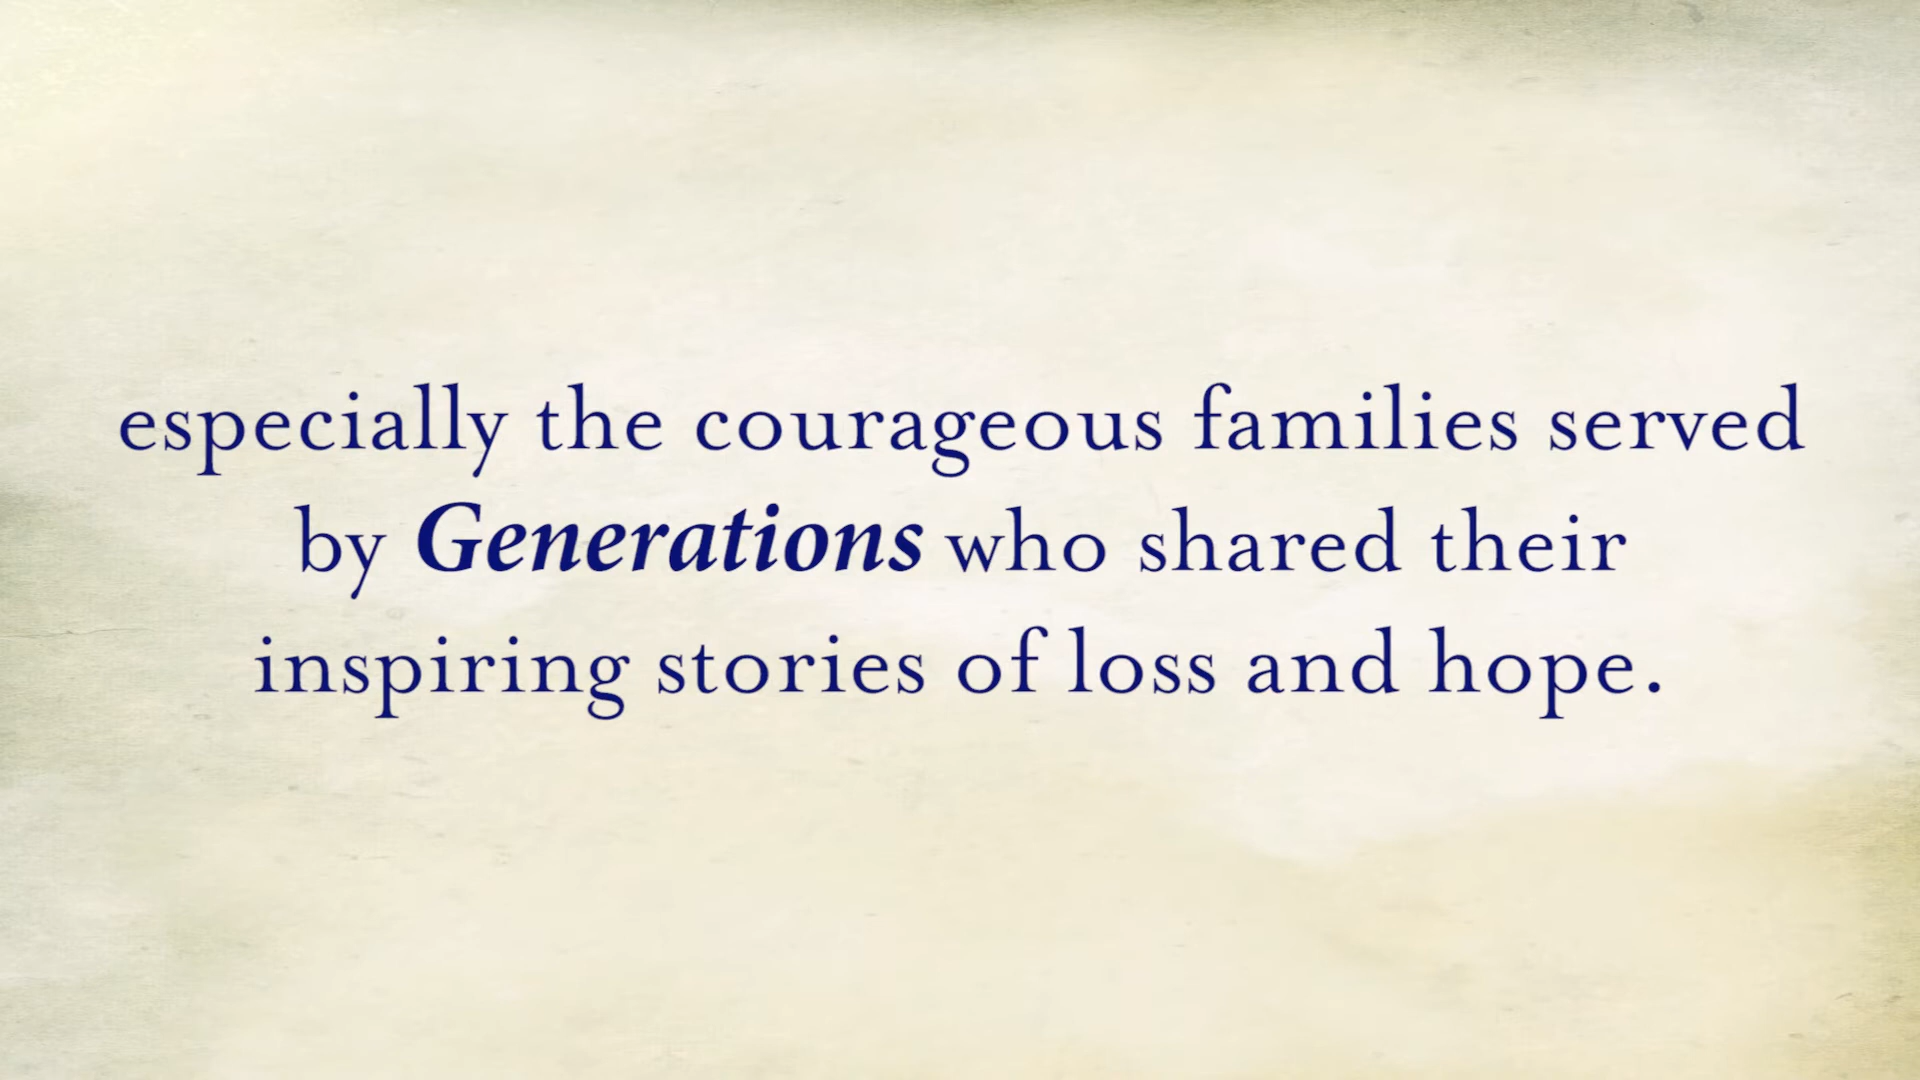 especially the courageous families served
by Generations who shared their
inspiring stories of loss and hope.